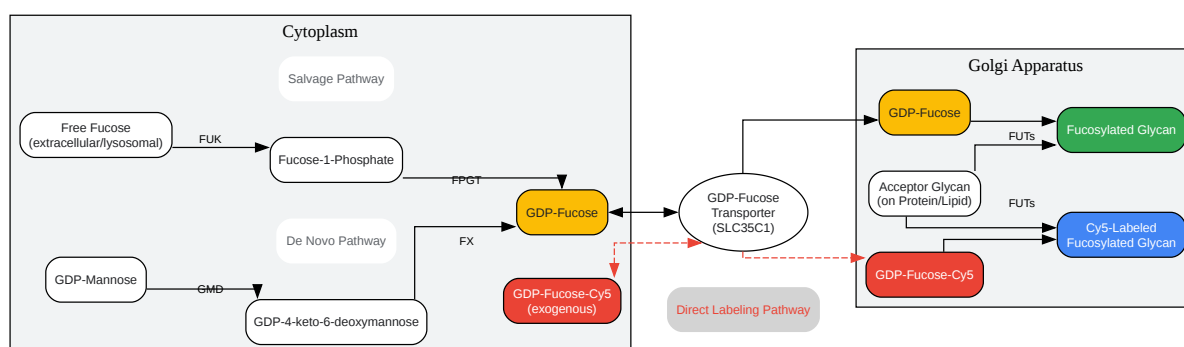 Cytoplasm
Salvage Pathway
Free Fucose
(extracellular/lysosomal)
FUK
Fucose-1-Phosphate
FPGT
GDP-Fucose
De Novo Pathway
FX
GDP-Mannose
GMD
GDP-4-keto-6-deoxymannose
GDP-Fucose-Cy5
(exogenous)
GDP-Fucose
Transporter
(SLC35C1)
Direct Labeling Pathway
Golgi Apparatus
GDP-Fucose
FUTs
Fucosylated Glycan
Acceptor Glycan
(on Protein/Lipid)
FUTs
Cy5-Labeled
Fucosylated Glycan
GDP-Fucose-Cy5